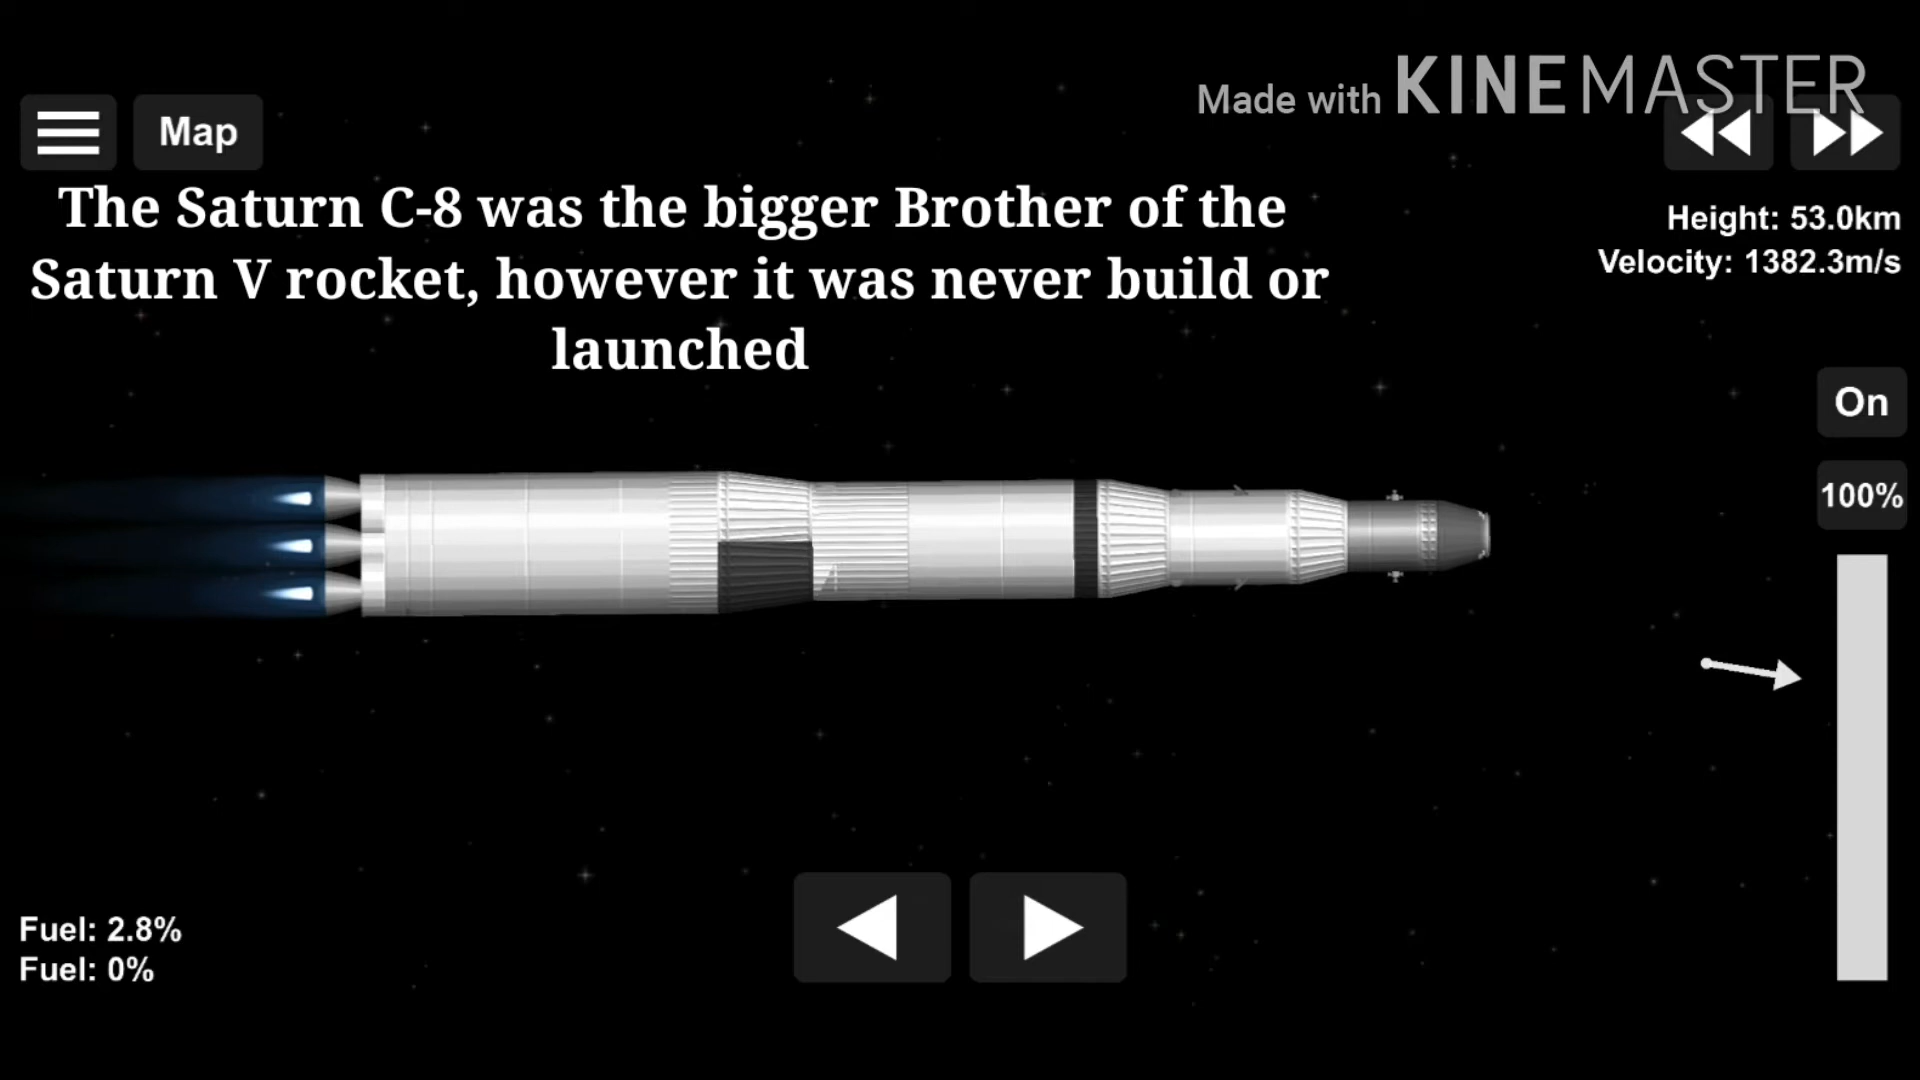 Made with KINEMASTER
Map
The Saturn C-8 was the bigger Brother of the
Saturn V rocket, however it was never build or
launched
Height: 53.0km
Velocity: 1382.3m/s
On
100%
Fuel: 2.8%
Fuel: 0%